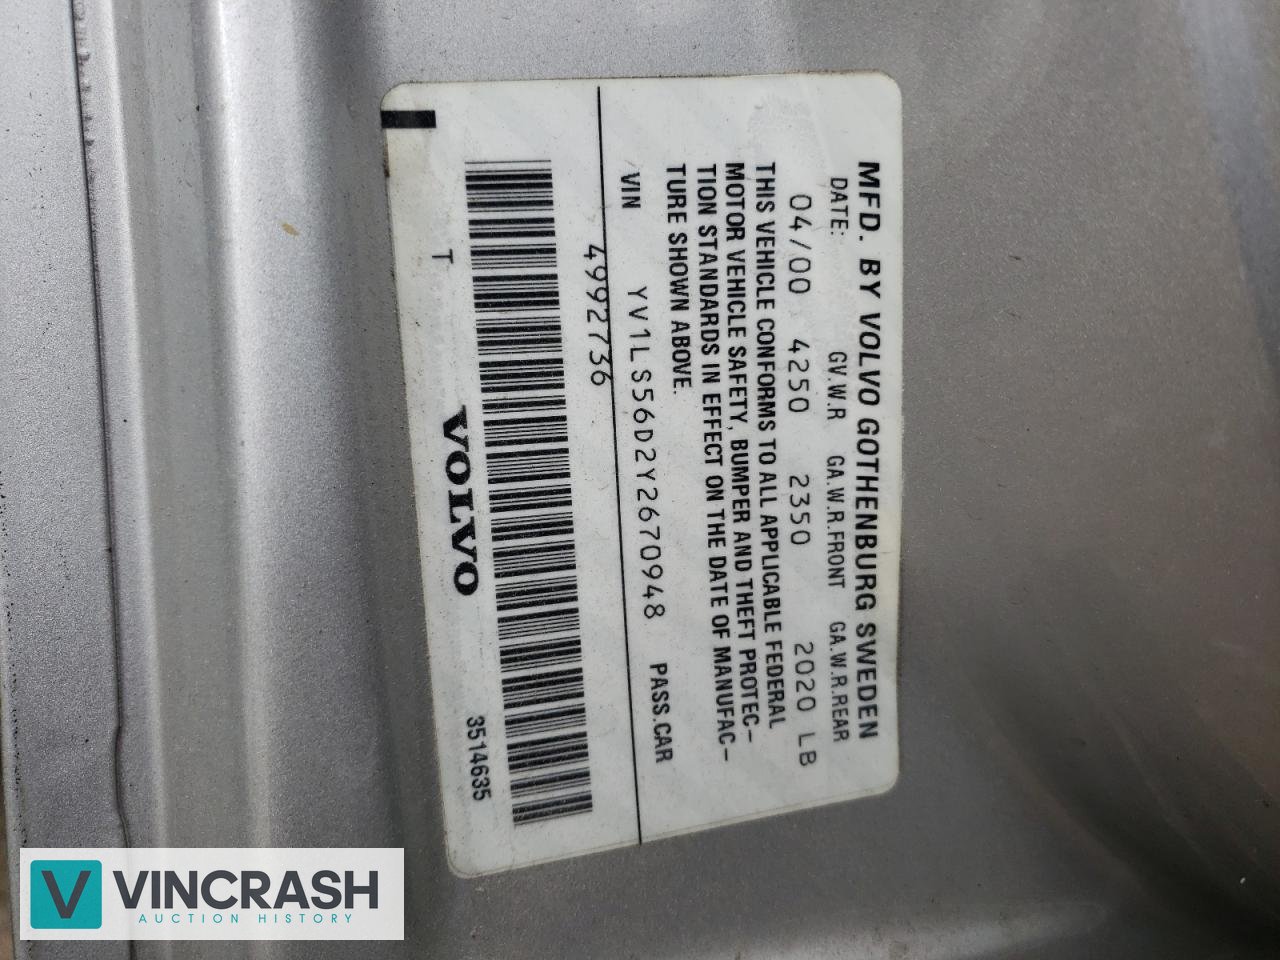 MFD. BY VOLVO GOTHENBURG SWEDEN
DATE: GV.W.R GA.W.R.FRONT GA.W.R.REAR
04/00 4250 2350 2020 LB
THIS VEHICLE CONFORMS TO ALL APPLICABLE FEDERAL
MOTOR VEHICLE SAFETY, BUMPER AND THEFT PROTEC-
TION STANDARDS IN EFFECT ON THE DATE OF MANUFAC-
TURE SHOWN ABOVE.
VIN YV1LS56D2Y2670948 PASS.CAR
4992736
T VOLVO 3514635
V VINCRASH
AUCTION HISTORY